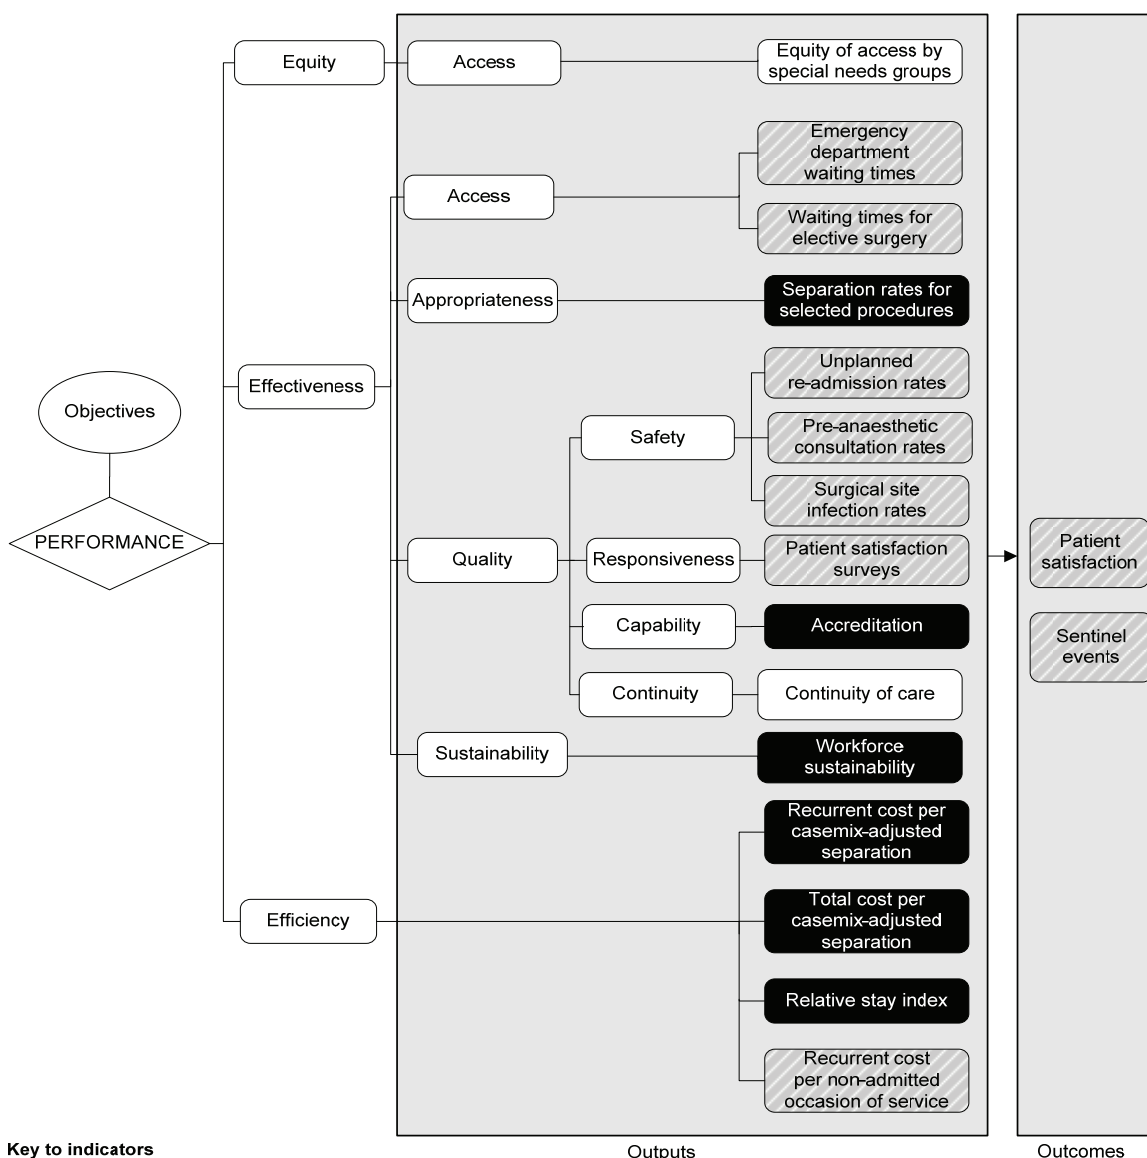 Equity
Access
Equity of access by
special needs groups
Emergency
department
waiting times
Access
Waiting times for
elective surgery
Appropriateness
Separation rates for
selected procedures
Unplanned
re-admission rates
Effectiveness
Objectives
Safety
Pre-anaesthetic
consultation rates
Surgical site
infection rates
PERFORMANCE
Quality
Responsiveness
Patient satisfaction
surveys
Patient
satisfaction
Capability
Accreditation
Sentinel
events
Continuity
Continuity of care
Sustainability
Workforce
sustainability
Recurrent cost per
casemix-adjusted
separation
Efficiency
Total cost per
casemix-adjusted
separation
Relative stay index
Recurrent cost
per non-admitted
occasion of service
Key to indicators
Outputs
Outcomes